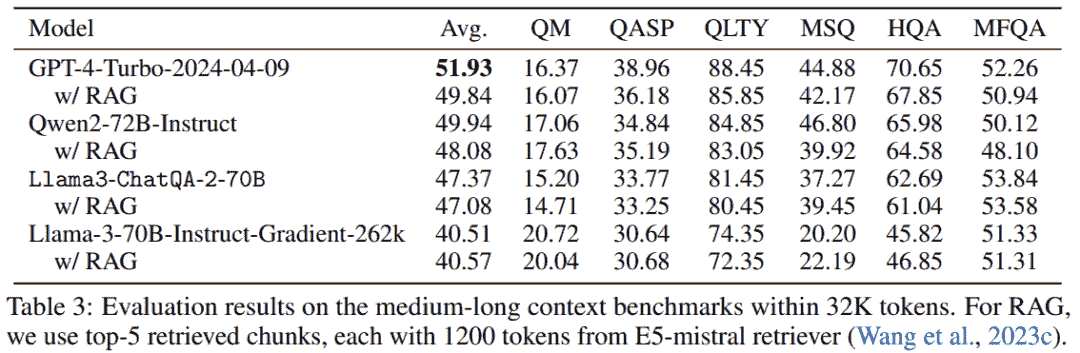 Model Avg. QM QASP QLTY MSQ HQA MFQA
GPT-4-Turbo-2024-04-09 51.93 16.37 38.96 88.45 44.88 70.65 52.26
w/ RAG 49.84 16.07 36.18 85.85 42.17 67.85 50.94
Qwen2-72B-Instruct 49.94 17.06 34.84 84.85 46.80 65.98 50.12
w/ RAG 48.08 17.63 35.19 83.05 39.92 64.58 48.10
Llama3-ChatQA-2-70B 47.37 15.20 33.77 81.45 37.27 62.69 53.84
w/ RAG 47.08 14.71 33.25 80.45 39.45 61.04 53.58
Llama-3-70B-Instruct-Gradient-262k 40.51 20.72 30.64 74.35 20.20 45.82 51.33
w/ RAG 40.57 20.04 30.68 72.35 22.19 46.85 51.31
Table 3: Evaluation results on the medium-long context benchmarks within 32K tokens. For RAG,
we use top-5 retrieved chunks, each with 1200 tokens from E5-mistral retriever (Wang et al., 2023c).